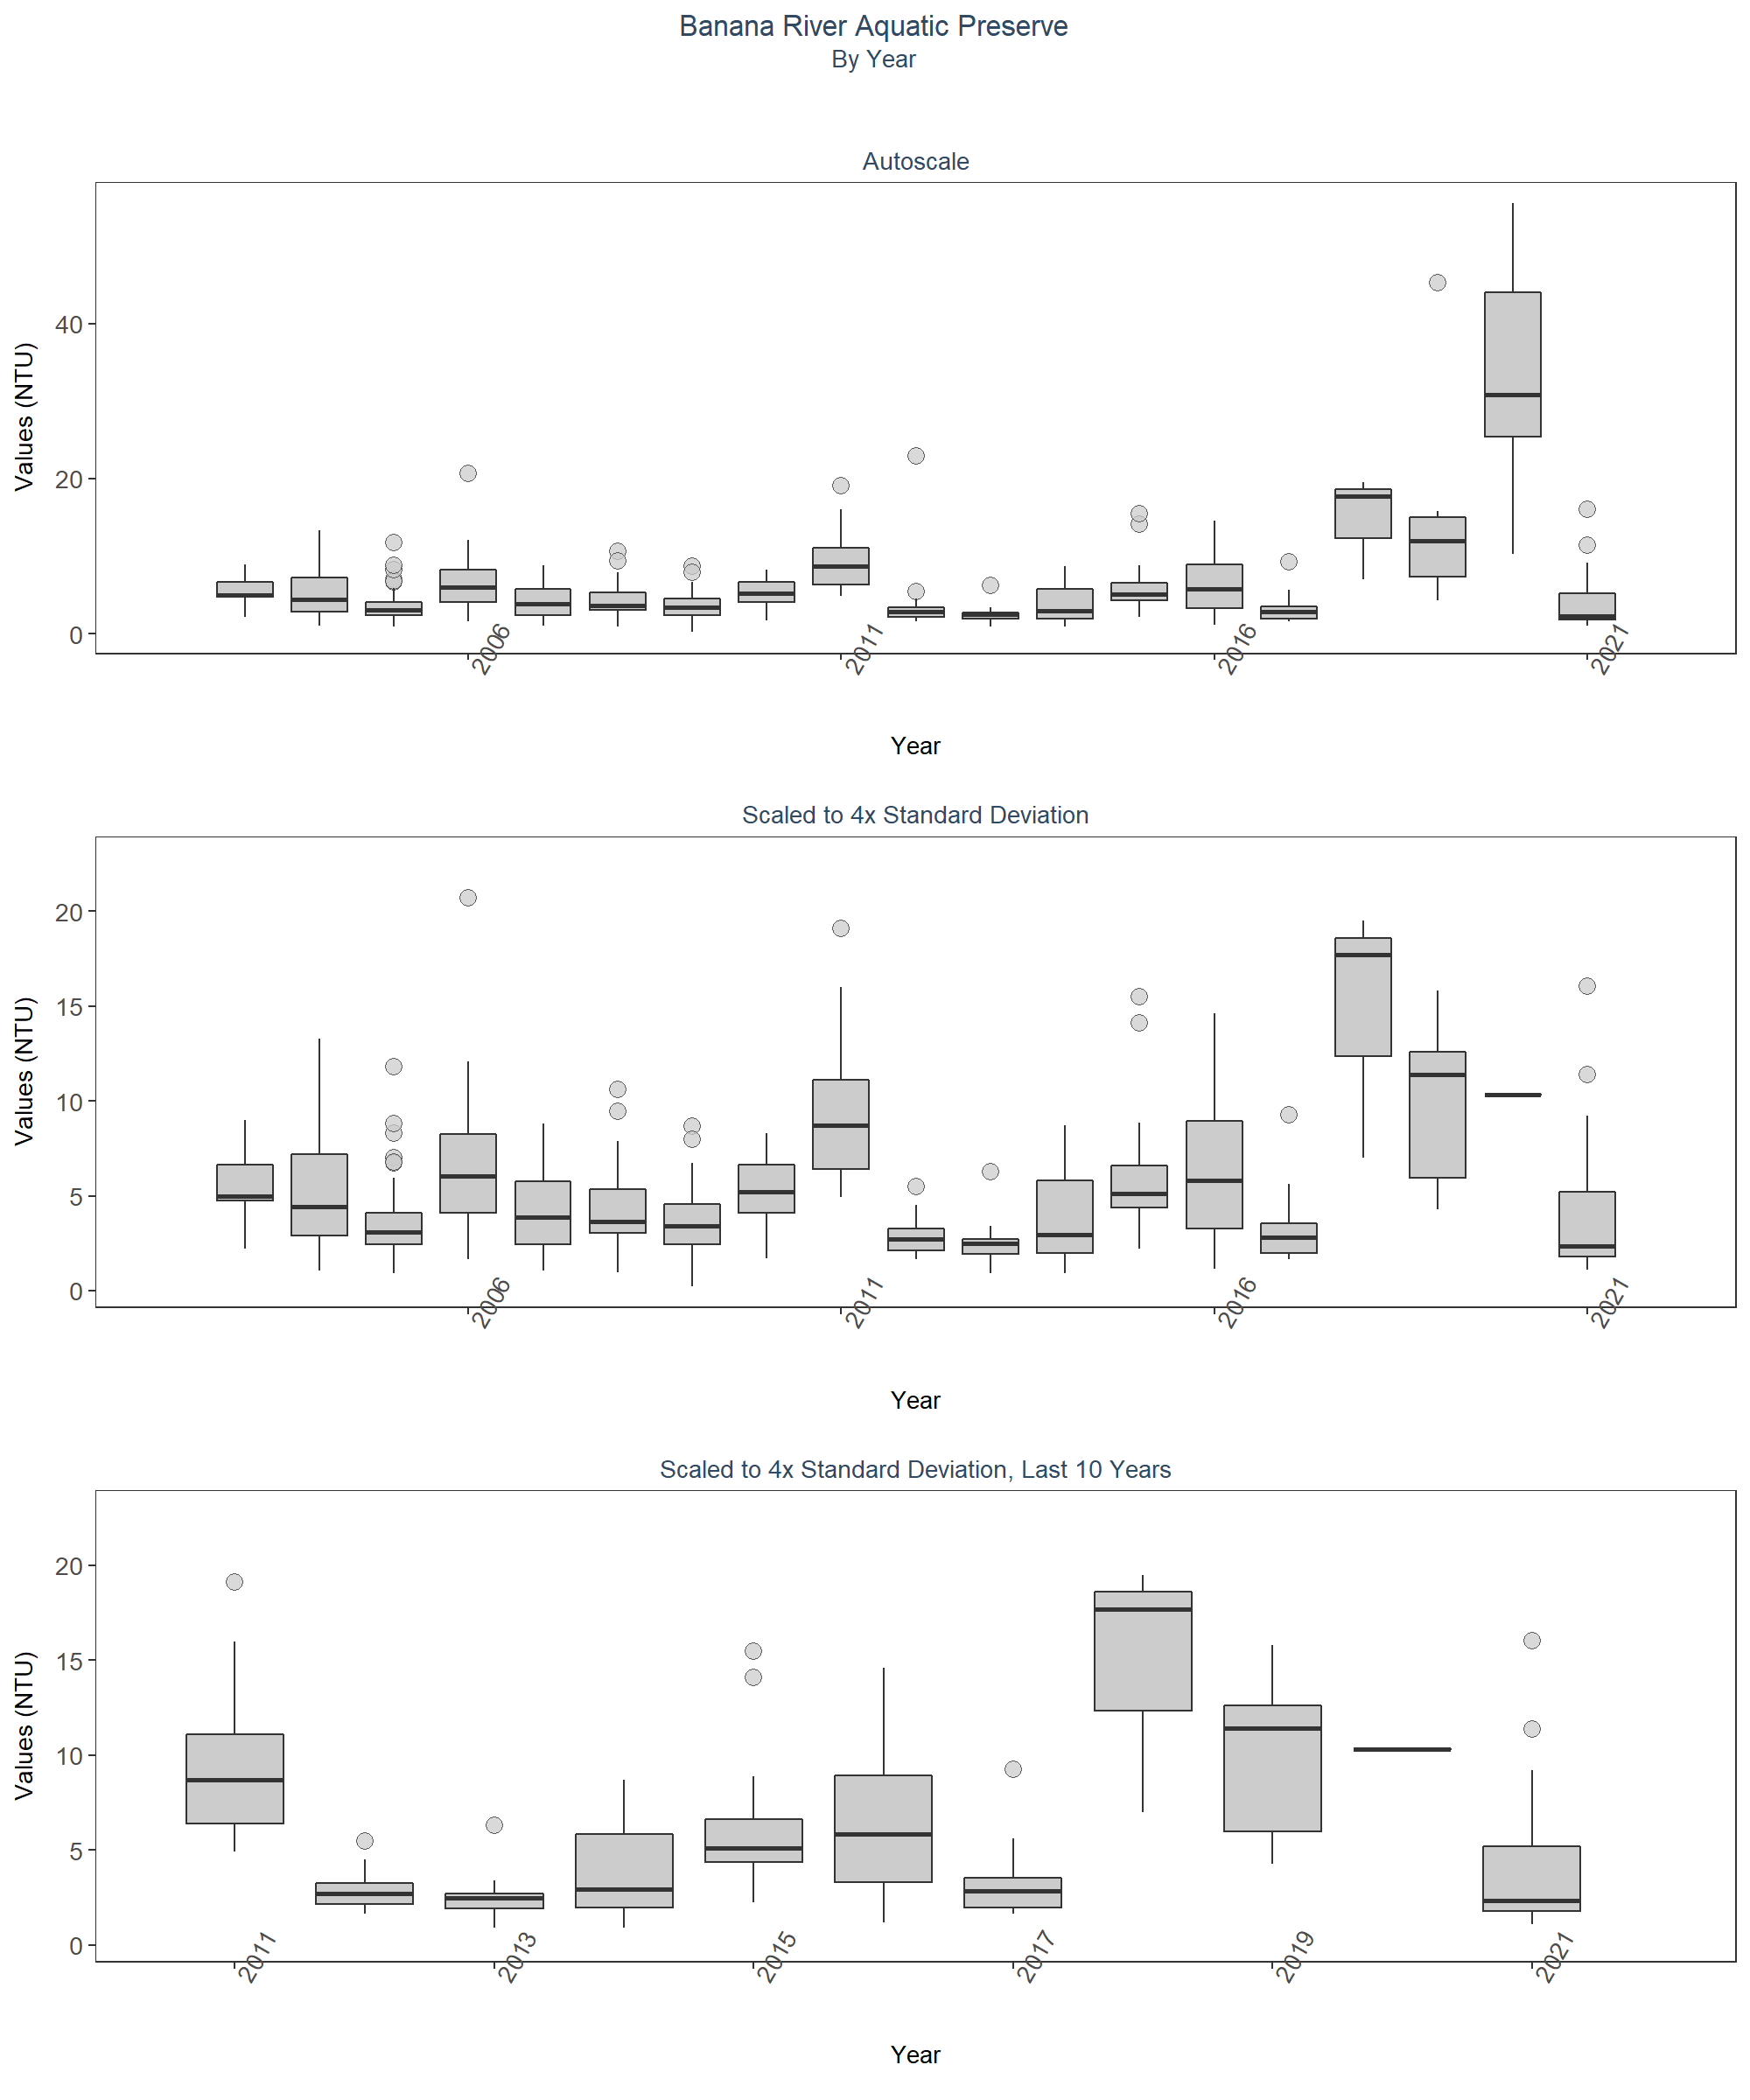 Banana River Aquatic Preserve
By Year
Autoscale
Values (NTU)
40
20
0
2006 2011 2016 2021
Year
Scaled to 4x Standard Deviation
Values (NTU)
20
15
10
5
0
2006 2011 2016 2021
Year
Scaled to 4x Standard Deviation, Last 10 Years
Values (NTU)
20
15
10
5
0
2011 2013 2015 2017 2019 2021
Year